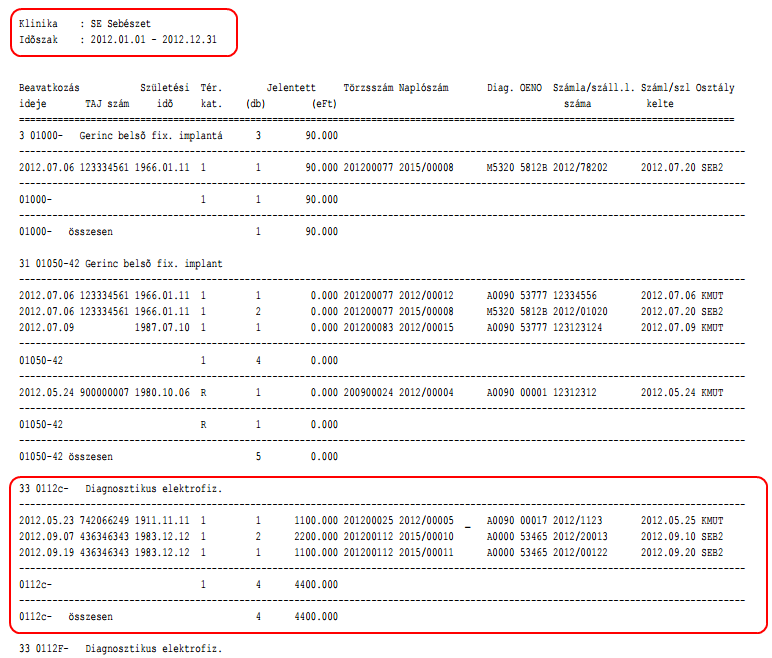 Klinika : SE Sebészet
Idõszak : 2012.01.01 - 2012.12.31
Beavatkozás Születési Tér. Jelentett Törzsszám Naplószám Diag. OENO Számla/száll.l. Száml/szl Osztály
ideje TAJ szám idõ kat. (db) (eFt) száma kelte
3 01000- Gerinc belsõ fix. implantá 3 90.000
2012.07.06 123334561 1966.01.11 1 1 90.000 201200077 2015/00008 M5320 5812B 2012/78202 2012.07.20 SEB2
01000- 1 1 90.000
01000- összesen 1 90.000
31 01050-42 Gerinc belsõ fix. implant
2012.07.06 123334561 1966.01.11 1 1 0.000 201200077 2012/00012 A0090 53777 12334556 2012.07.06 KMUT
2012.07.06 123334561 1966.01.11 1 2 0.000 201200077 2015/00008 M5320 5812B 2012/01020 2012.07.20 SEB2
2012.07.09 1987.07.10 1 1 0.000 201200083 2012/00015 A0090 53777 123123124 2012.07.09 KMUT
01050-42 1 4 0.000
2012.05.24 900000007 1980.10.06 R 1 0.000 200900024 2012/00004 A0090 00001 12312312 2012.05.24 KMUT
01050-42 R 1 0.000
01050-42 összesen 5 0.000
33 0112c- Diagnosztikus elektrofiz.
2012.05.23 742066249 1911.11.11 1 1 1100.000 201200025 2012/00005 _ A0090 00017 2012/1123 2012.05.25 KMUT
2012.09.07 436346343 1983.12.12 1 2 2200.000 201200112 2015/00010 A0000 53465 2012/20013 2012.09.10 SEB2
2012.09.19 436346343 1983.12.12 1 1 1100.000 201200112 2015/00011 A0000 53465 2012/00122 2012.09.20 SEB2
0112c- 1 4 4400.000
0112c- összesen 4 4400.000
33 0112F- Diagnosztikus elektrofiz.